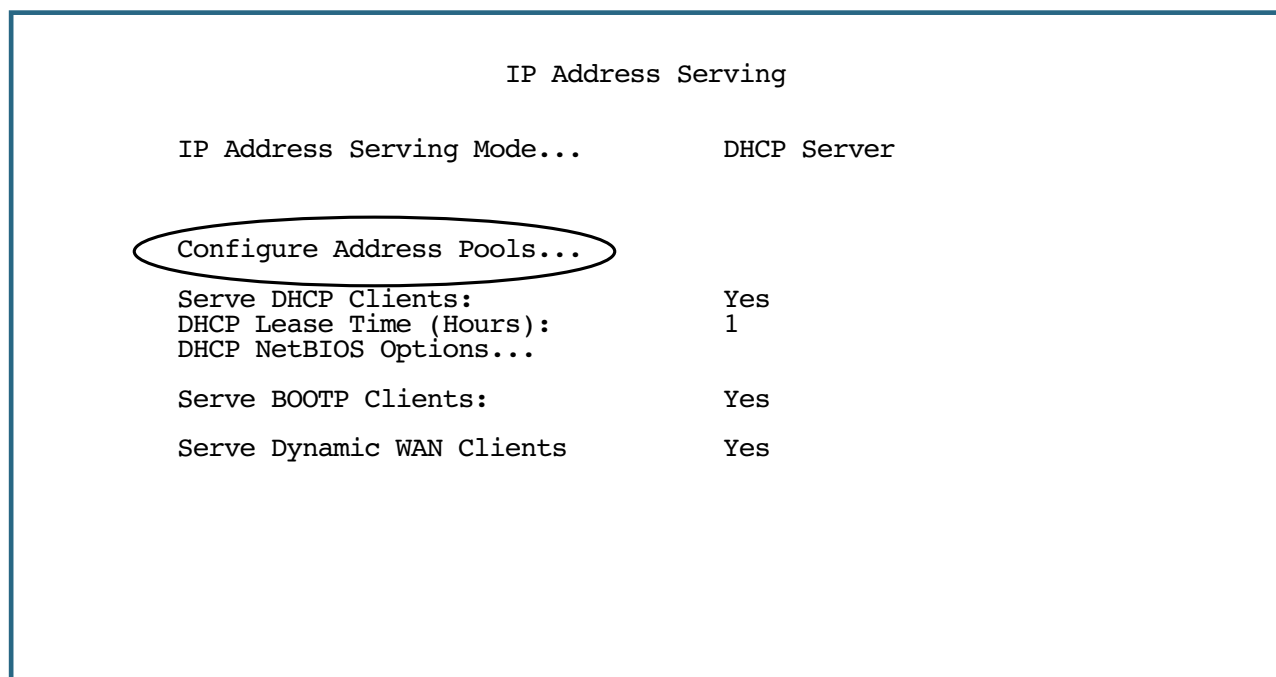 IP Address Serving
IP Address Serving Mode... DHCP Server
Configure Address Pools...
Serve DHCP Clients: Yes
DHCP Lease Time (Hours): 1
DHCP NetBIOS Options...
Serve BOOTP Clients: Yes
Serve Dynamic WAN Clients Yes